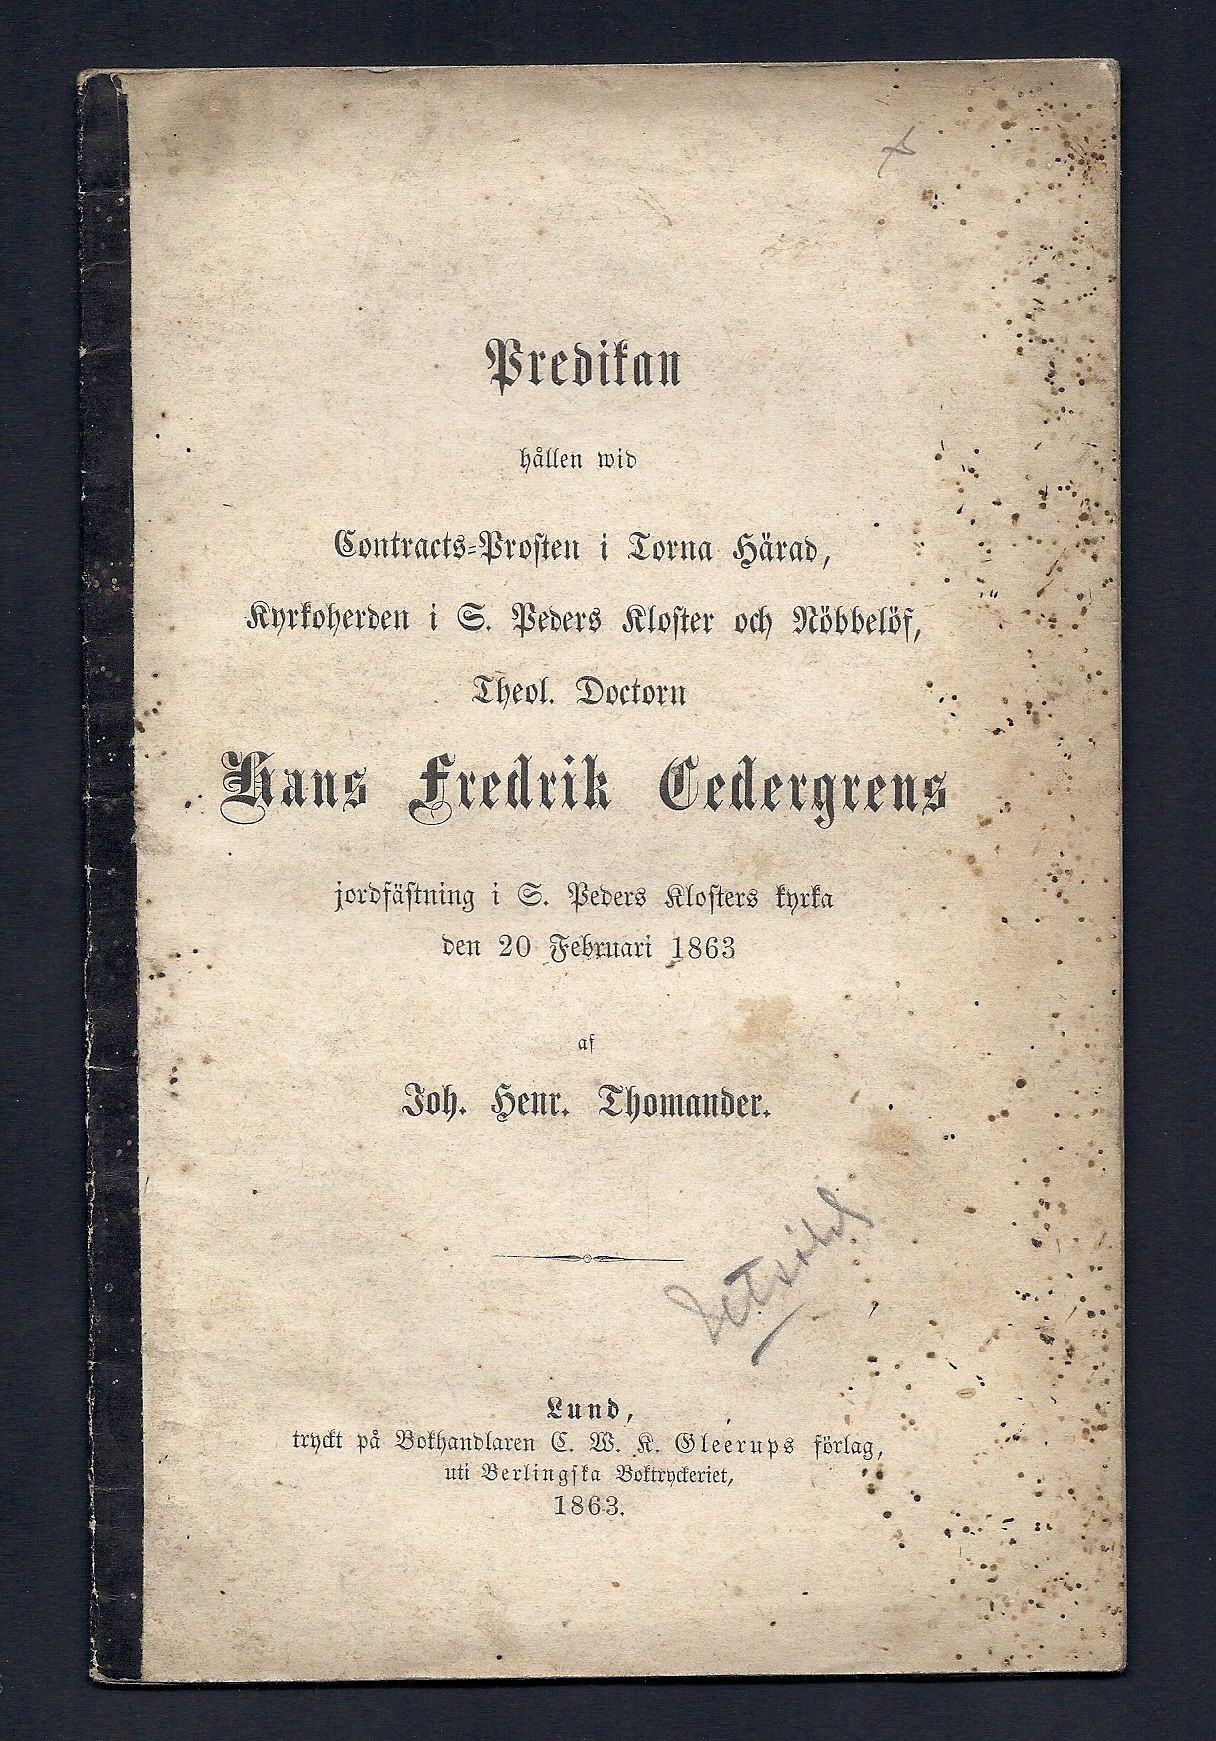 Predikan
hållen wid
Contracts-Prosten i Torna Härad,
Kyrkoherden i S. Peders Kloster och Nöbbelöf,
Theol. Doctorn
Hans Fredrik Cedergrens
jordfästning i S. Peders Klosters kyrka
den 20 Februari 1863
af
Joh. Henr. Thomander.
Lund,
tryckt på Bokhandlaren C. W. K. Gleerups förlag,
uti Berlingska Boktryckeriet,
1863.